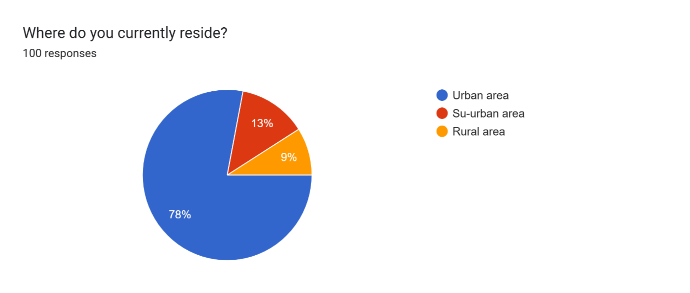 Where do you currently reside?
100 responses
Urban area
Su-urban area
Rural area
13%
9%
78%